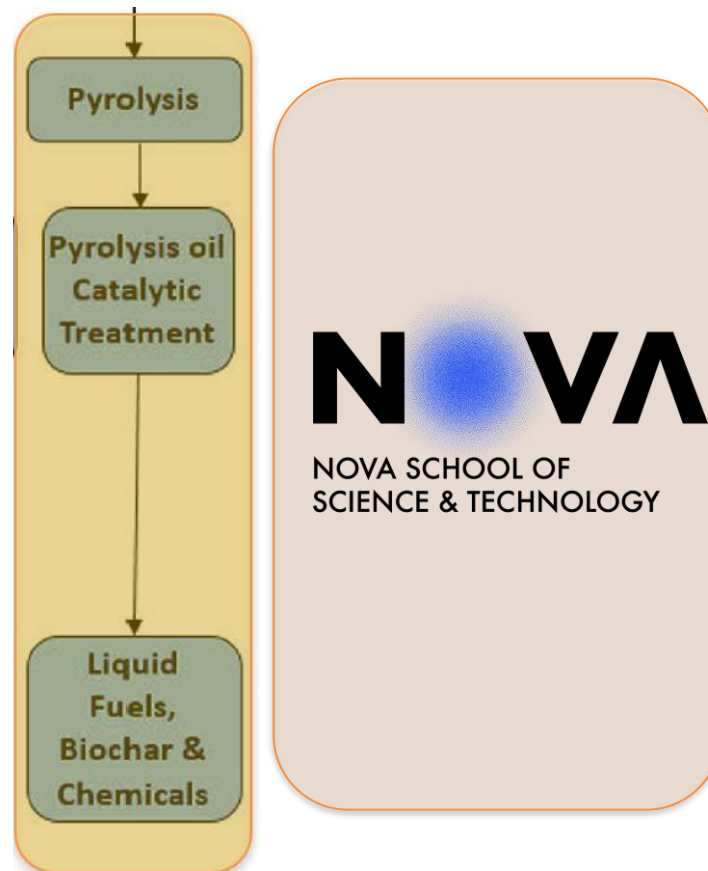 Pyrolysis
Pyrolysis oil
Catalytic
Treatment
Liquid
Fuels,
Biochar &
Chemicals
NOVA
NOVA SCHOOL OF
SCIENCE & TECHNOLOGY